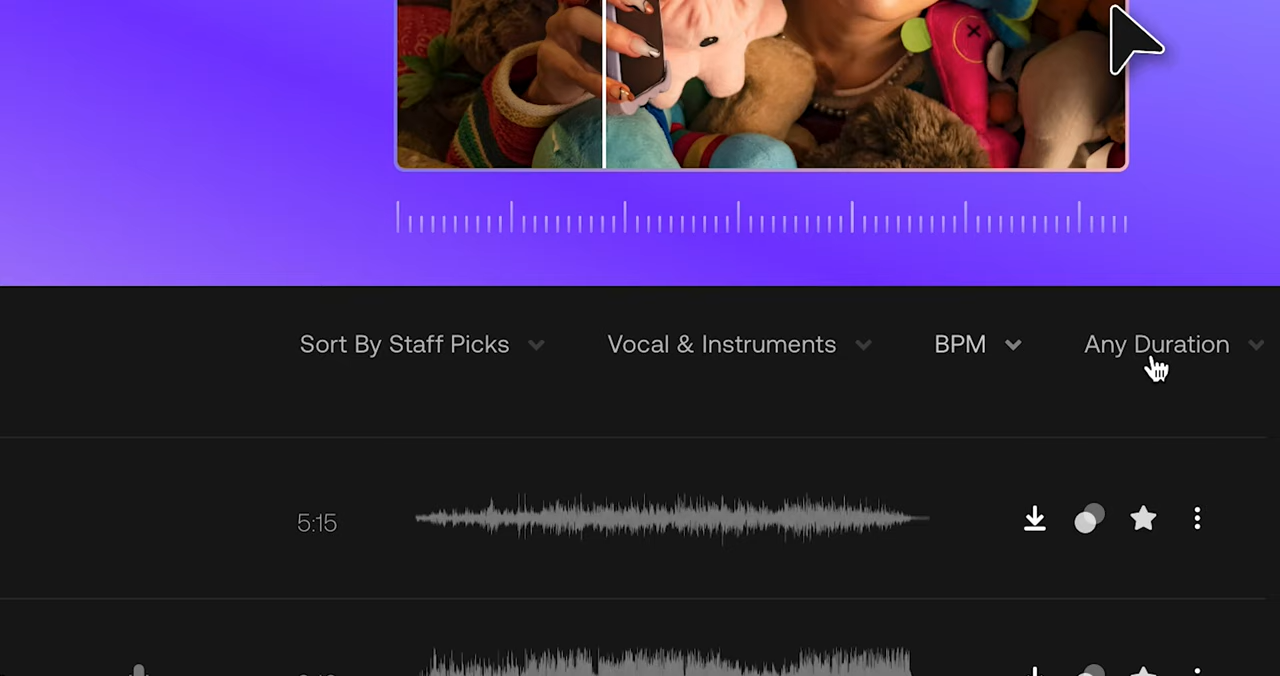 Sort By Staff Picks
Vocal & Instruments
BPM
Any Duration
5:15